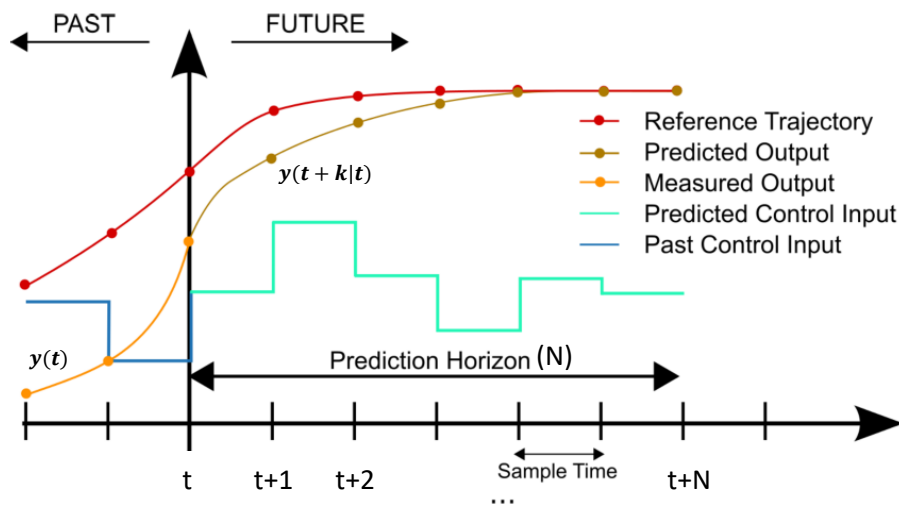 PAST
FUTURE
Reference Trajectory
Predicted Output
Measured Output
Predicted Control Input
Past Control Input
y(t + k|t)
y(t)
Prediction Horizon (N)
Sample Time
t
t+1
t+2
...
t+N